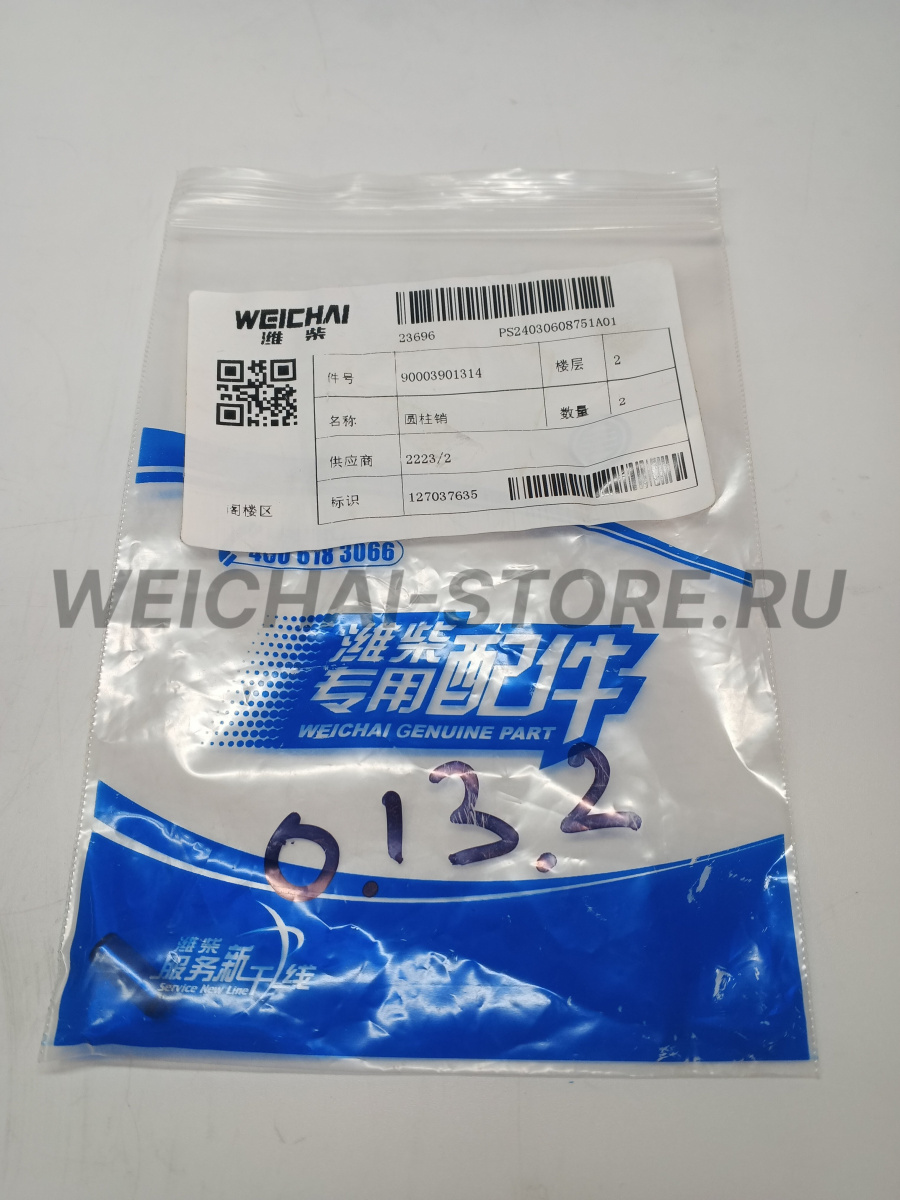 WEICHAI
潍 柴
23696 PS24030608751A01
件号 90003901314 楼层 2
名称 圆柱销 数量 2
供应商 2223/2
标识 127037635
阁楼区
400 618 3066
WEICHAI-STORE.RU
潍柴
专用配件
WEICHAI GENUINE PART
0.13.2
潍柴
服务新干线
Service New Line